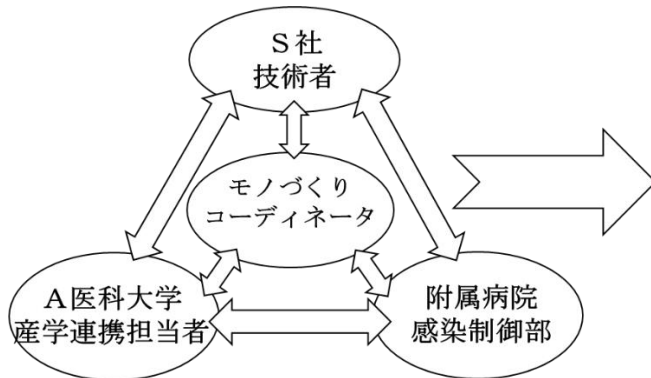 S社
技術者
モノづくり
コーディネータ
A医科大学
産学連携担当者
附属病院
感染制御部